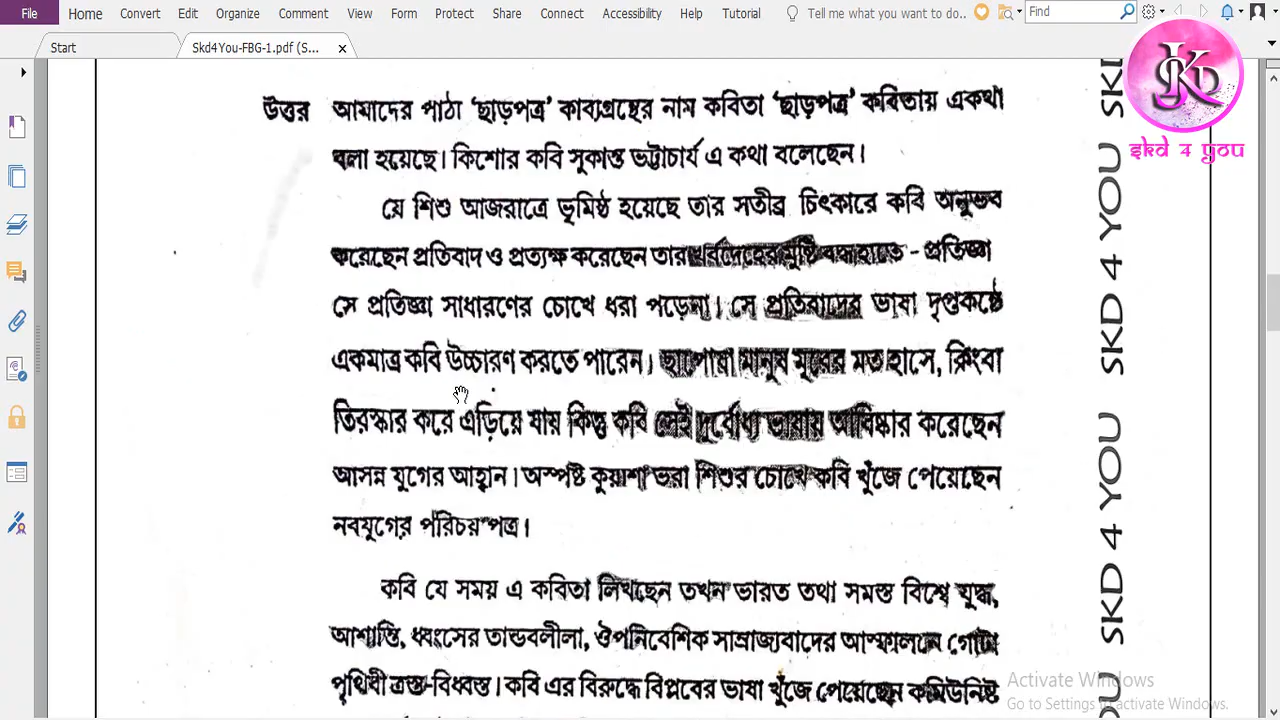 File Home Convert Edit Organize Comment View Form Protect Share Connect Accessibility Help Tutorial Tell me what you want to do.. Find
Start Skd4You-FBG-1.pdf (S...
SKD 4 YOU
উত্তর আমাদের পাঠ্য ‘ছাড়পত্র’ কাব্যগ্রন্থের নাম কবিতা ‘ছাড়পত্র’ কবিতায় একথা
বলা হয়েছে। কিশোর কবি সুকান্ত ভট্টাচার্য এ কথা বলেছেন।
যে শিশু আজরাত্রে ভূমিষ্ঠ হয়েছে তার সতীব্র চিৎকারে কবি অনুভব
করেছেন প্রতিবাদ ও প্রত্যক্ষ করেছেন তার খর্বদেহের মুষ্টি বদ্ধ হাতে - প্রতিজ্ঞা
সে প্রতিজ্ঞা সাধারণের চোখে ধরা পড়েনা। সে প্রতিবাদের ভাষা দৃপ্তকণ্ঠে
একমাত্র কবি উচ্চারণ করতে পারেন। ছাপোষা মানুষ মূঢ়ের মত হাসে, কিংবা
তিরস্কার করে এড়িয়ে যায় কিন্তু কবি সেই দুর্বোধ্য ভাষায় আবিষ্কার করেছেন
আসন্ন যুগের আহ্বান। অস্পষ্ট কুয়াশা ভরা শিশুর চোখে কবি খুঁজে পেয়েছেন
নবযুগের পরিচয় পত্র।
কবি যে সময় এ কবিতা লিখছেন তখন ভারত তথা সমস্ত বিশ্বে যুদ্ধ,
আশান্তি, ধ্বংসের তান্ডবলীলা, ঔপনিবেশিক সাম্রাজ্যবাদের আস্ফালনে গোটা
পৃথিবী ত্রস্ত-বিধ্বস্ত। কবি এর বিরুদ্ধে বিপ্লবের ভাষা খুঁজে পেয়েছেন কমিউনিষ্ট
SKD 4 YOU SKD 4 YOU SKD
Activate Windows
Go to Settings to activate Windows.